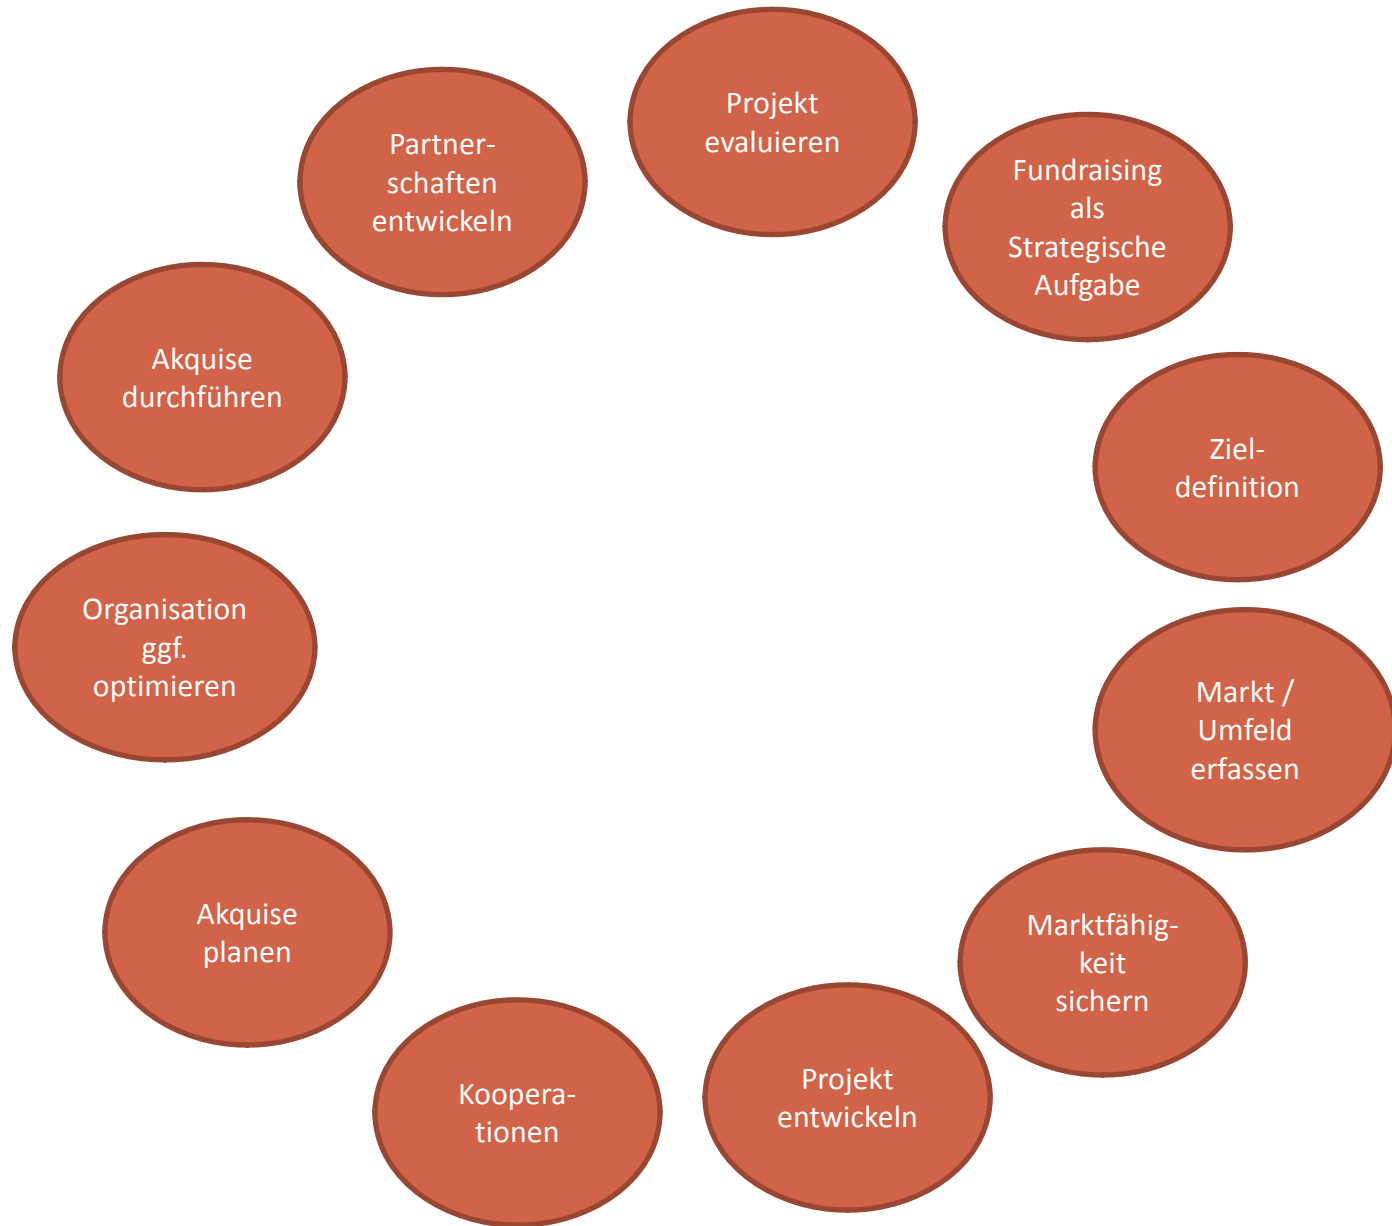 Projekt
evaluieren
Fundraising
als
Strategische
Aufgabe
Ziel-
definition
Markt /
Umfeld
erfassen
Marktfähig-
keit
sichern
Projekt
entwickeln
Koopera-
tionen
Akquise
planen
Organisation
ggf.
optimieren
Akquise
durchführen
Partner-
schaften
entwickeln